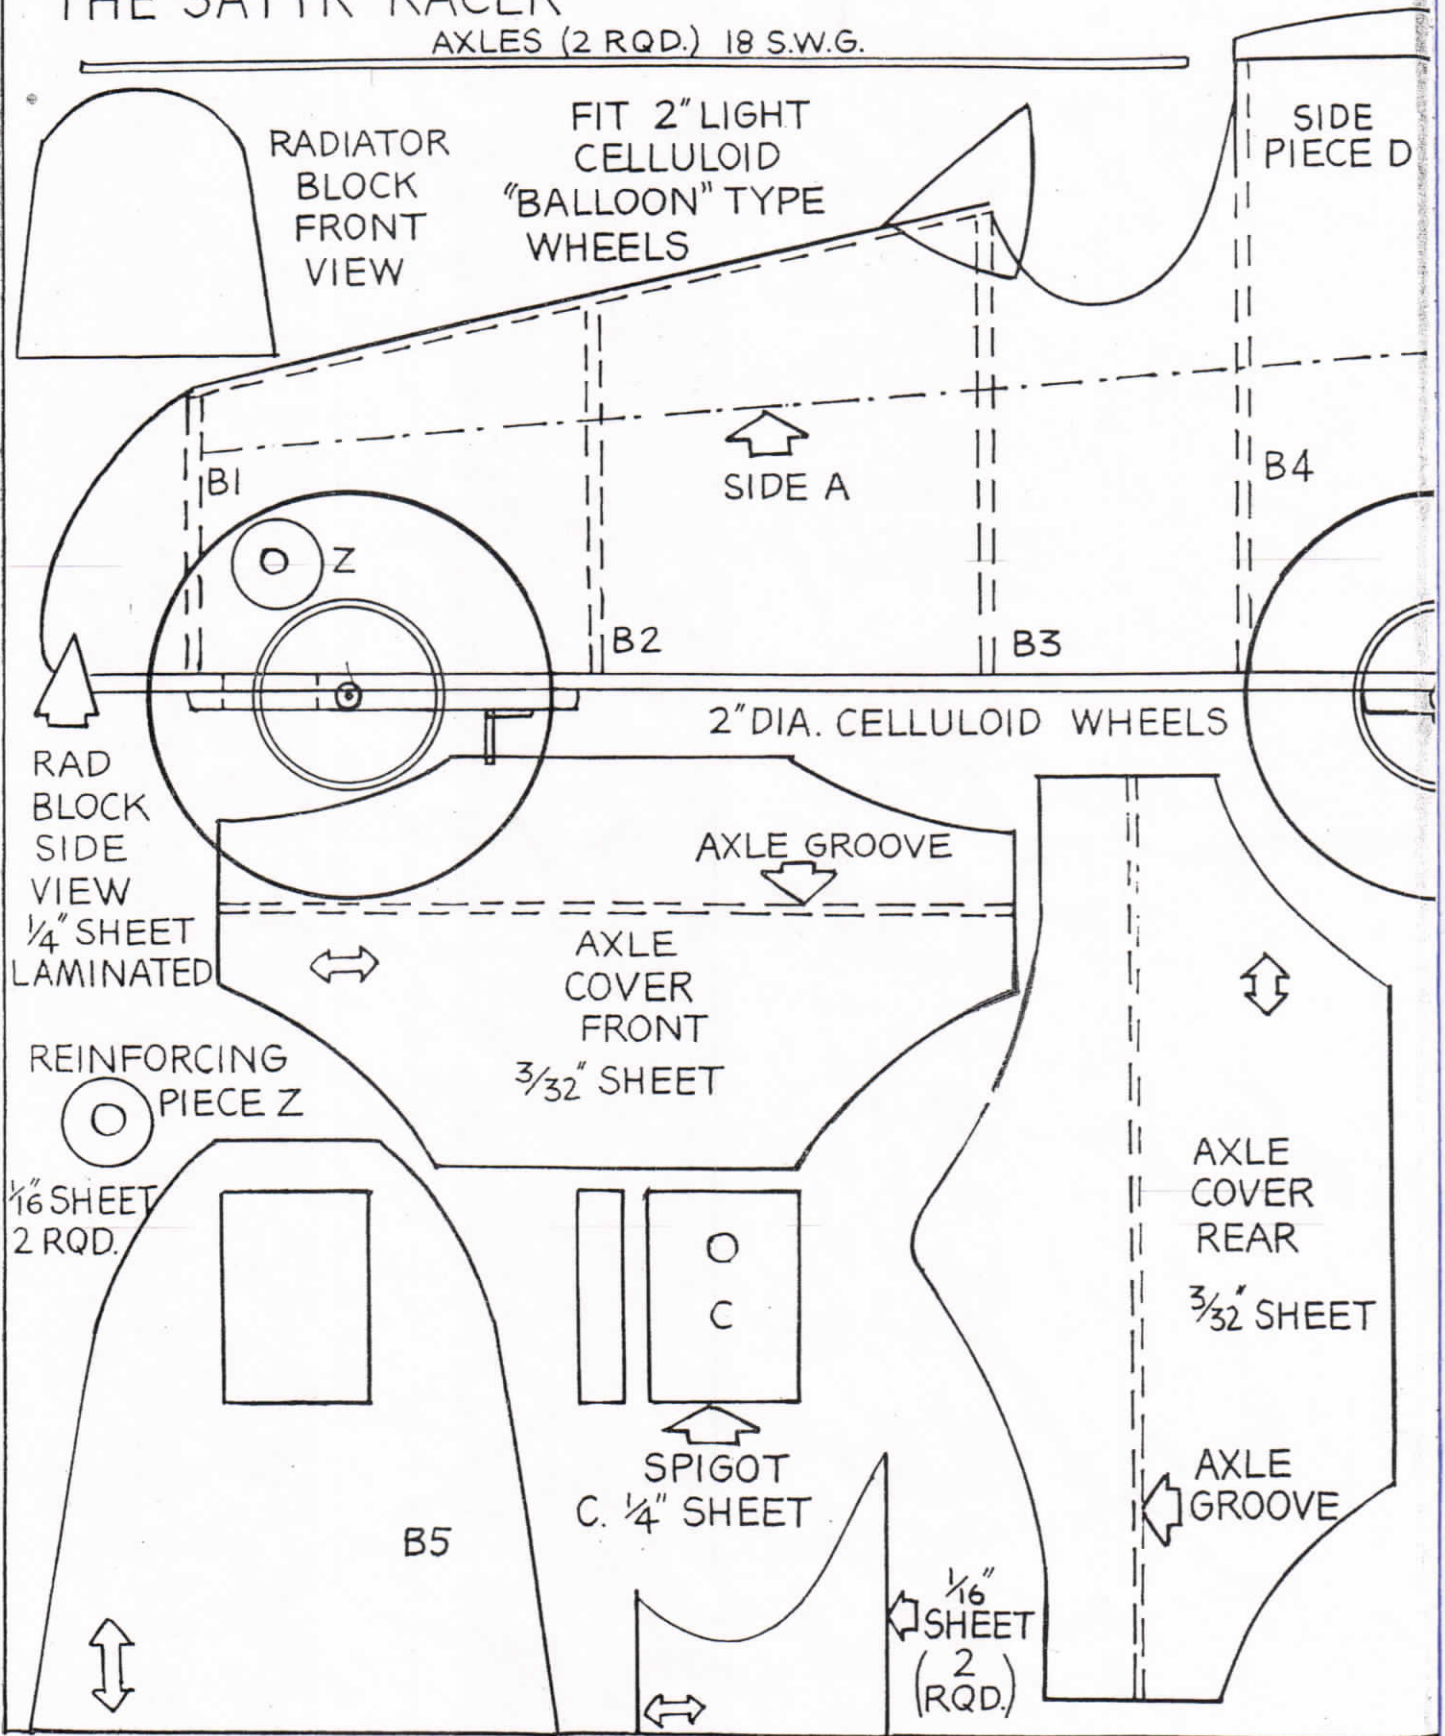 THE SATYR RACER
AXLES (2 RQD.) 18 S.W.G.
RADIATOR
BLOCK
FRONT
VIEW
FIT 2" LIGHT
CELLULOID
"BALLOON" TYPE
WHEELS
SIDE
PIECE D
B1
SIDE A
B4
Z
B2
B3
2" DIA. CELLULOID WHEELS
RAD
BLOCK
SIDE
VIEW
1/4" SHEET
LAMINATED
AXLE GROOVE
AXLE
COVER
FRONT
3/32" SHEET
REINFORCING
PIECE Z
1/16" SHEET
2 RQD.
AXLE
COVER
REAR
3/32" SHEET
C
SPIGOT
C. 1/4" SHEET
AXLE
GROOVE
B5
1/16"
SHEET
(2
RQD.)